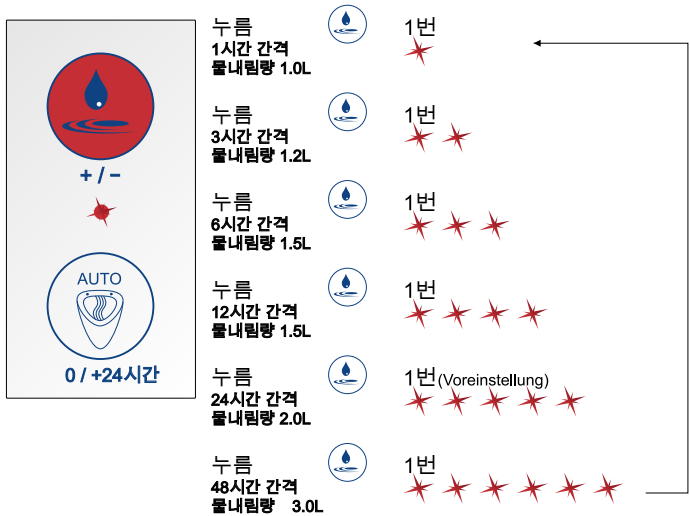 + / −
AUTO
0 / +24시간
누름 1번
1시간 간격
물내림량 1.0L
누름 1번
3시간 간격
물내림량 1.2L
누름 1번
6시간 간격
물내림량 1.5L
누름 1번
12시간 간격
물내림량 1.5L
누름 1번(Voreinstellung)
24시간 간격
물내림량 2.0L
누름 1번
48시간 간격
물내림량 3.0L